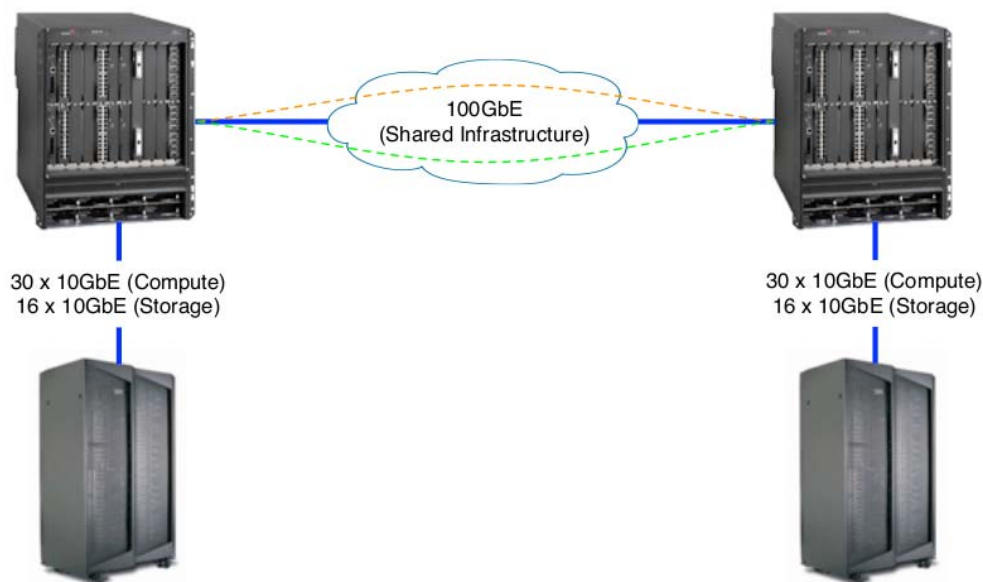 100GbE
(Shared Infrastructure)
30 x 10GbE (Compute)
16 x 10GbE (Storage)
30 x 10GbE (Compute)
16 x 10GbE (Storage)